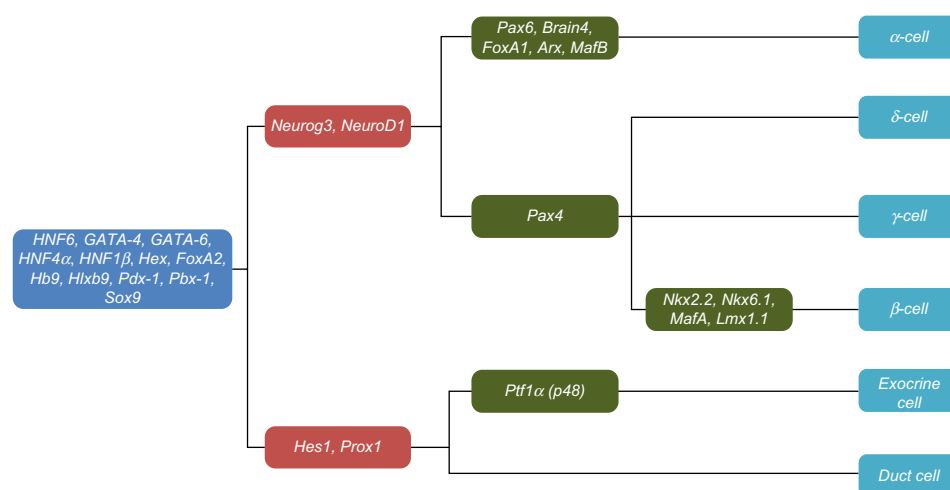 Pax6, Brain4,
FoxA1, Arx, MafB
α-cell
δ-cell
Neurog3, NeuroD1
Pax4
γ-cell
HNF6, GATA-4, GATA-6,
HNF4α, HNF1β, Hex, FoxA2,
Hb9, Hlxb9, Pdx-1, Pbx-1,
Sox9
Nkx2.2, Nkx6.1,
MafA, Lmx1.1
β-cell
Ptf1α (p48)
Exocrine
cell
Hes1, Prox1
Duct cell